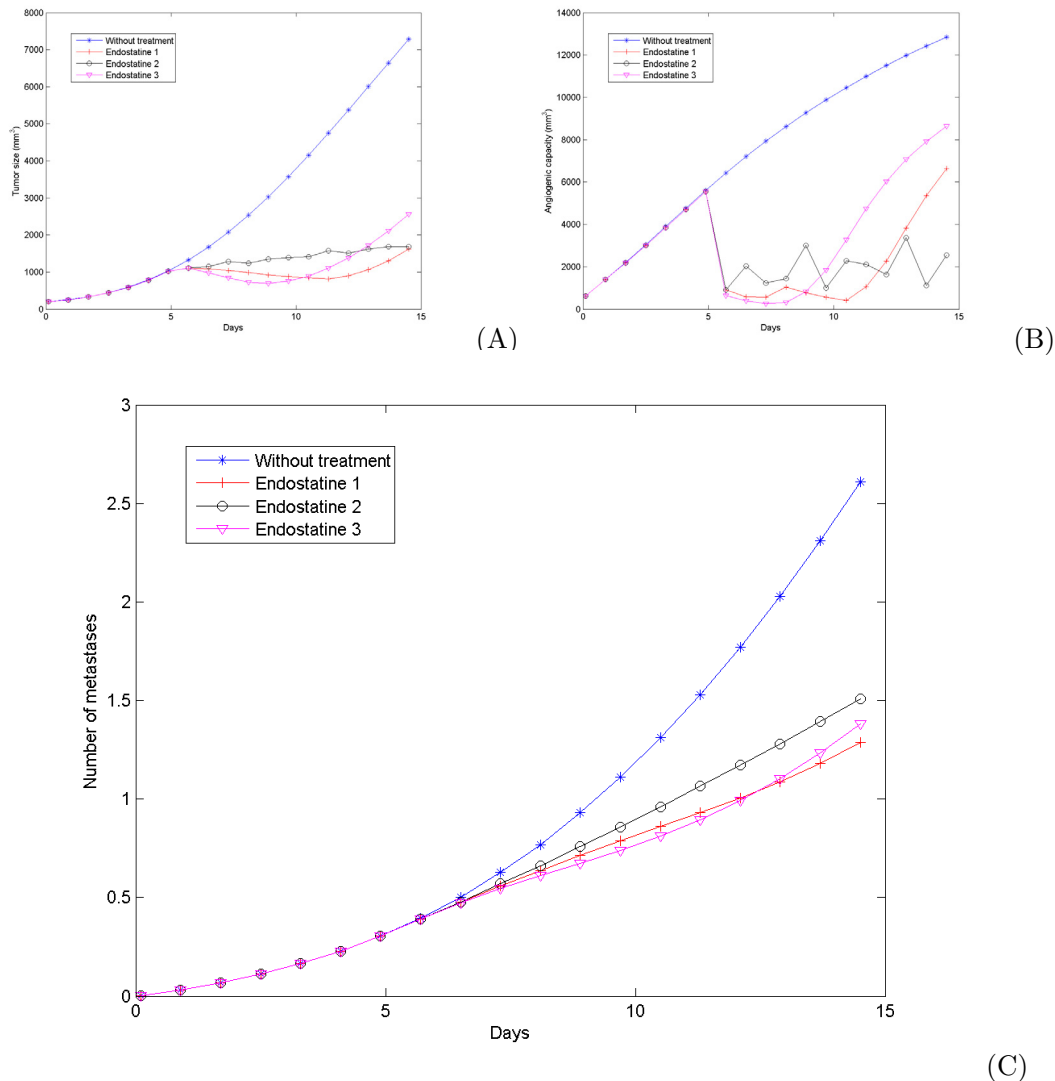 8000
7000
6000
5000
4000
3000
2000
1000
0
0
5
10
15
Tumor size (mm³)
Days
Without treatment
Endostatine 1
Endostatine 2
Endostatine 3
(A)
14000
12000
10000
8000
6000
4000
2000
0
0
5
10
15
Angiogenic capacity (mm³)
Days
Without treatment
Endostatine 1
Endostatine 2
Endostatine 3
(B)
3
2.5
2
1.5
1
0.5
0
0
5
10
15
Number of metastases
Days
Without treatment
Endostatine 1
Endostatine 2
Endostatine 3
(C)